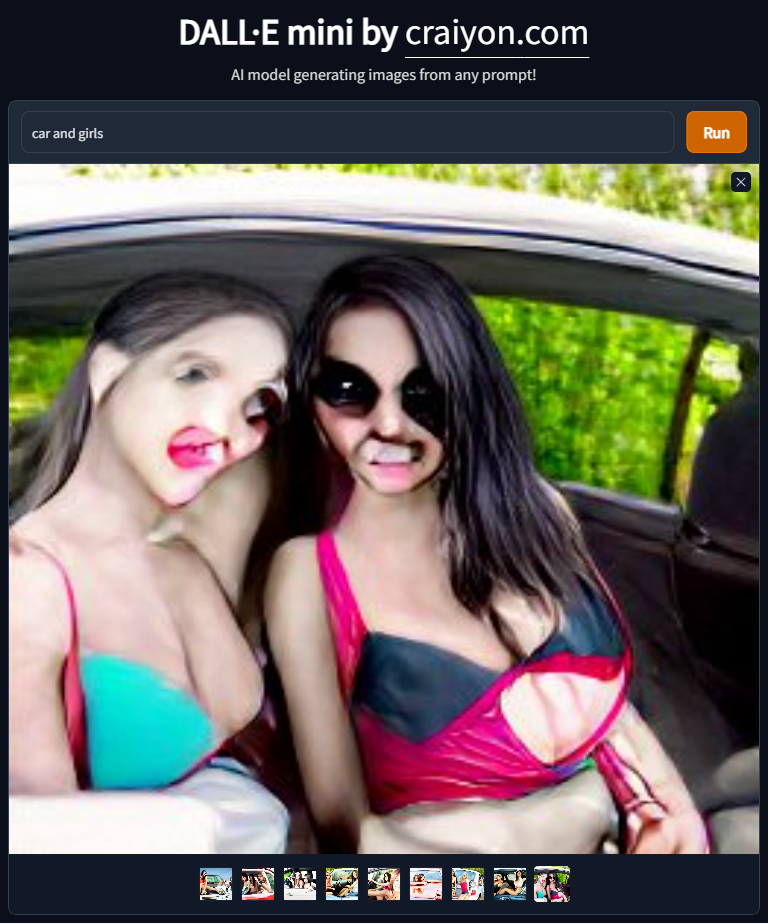 DALL·E mini by craiyon.com
AI model generating images from any prompt!
car and girls
Run